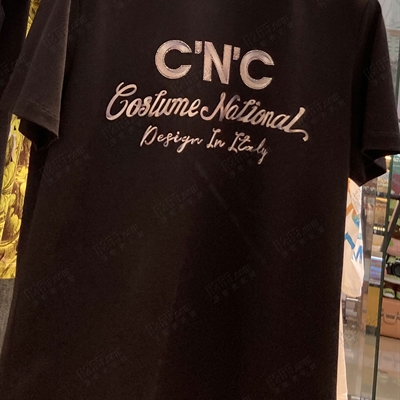 C'N'C
Costume National
Design In Italy